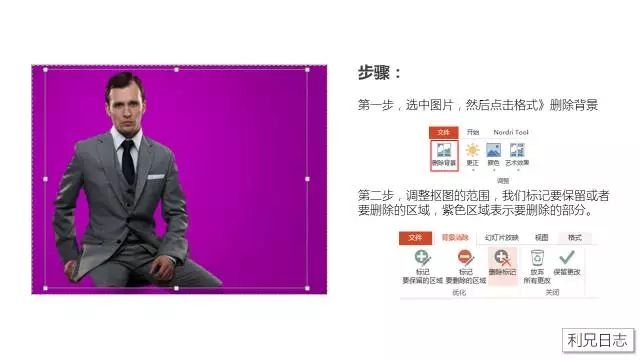 步骤：
第一步，选中图片，然后点击格式》删除背景
文件 开始 Nordri Tool
删除背景 更正 颜色 艺术效果
调整
第二步，调整抠图的范围，我们标记要保留或者
要删除的区域，紫色区域表示要删除的部分。
文件 背景消除 幻灯片放映 视图 格式
标记 标记 删除标记 放弃 保留更改
要保留的区域 要删除的区域 所有更改
优化 关闭
利兄日志